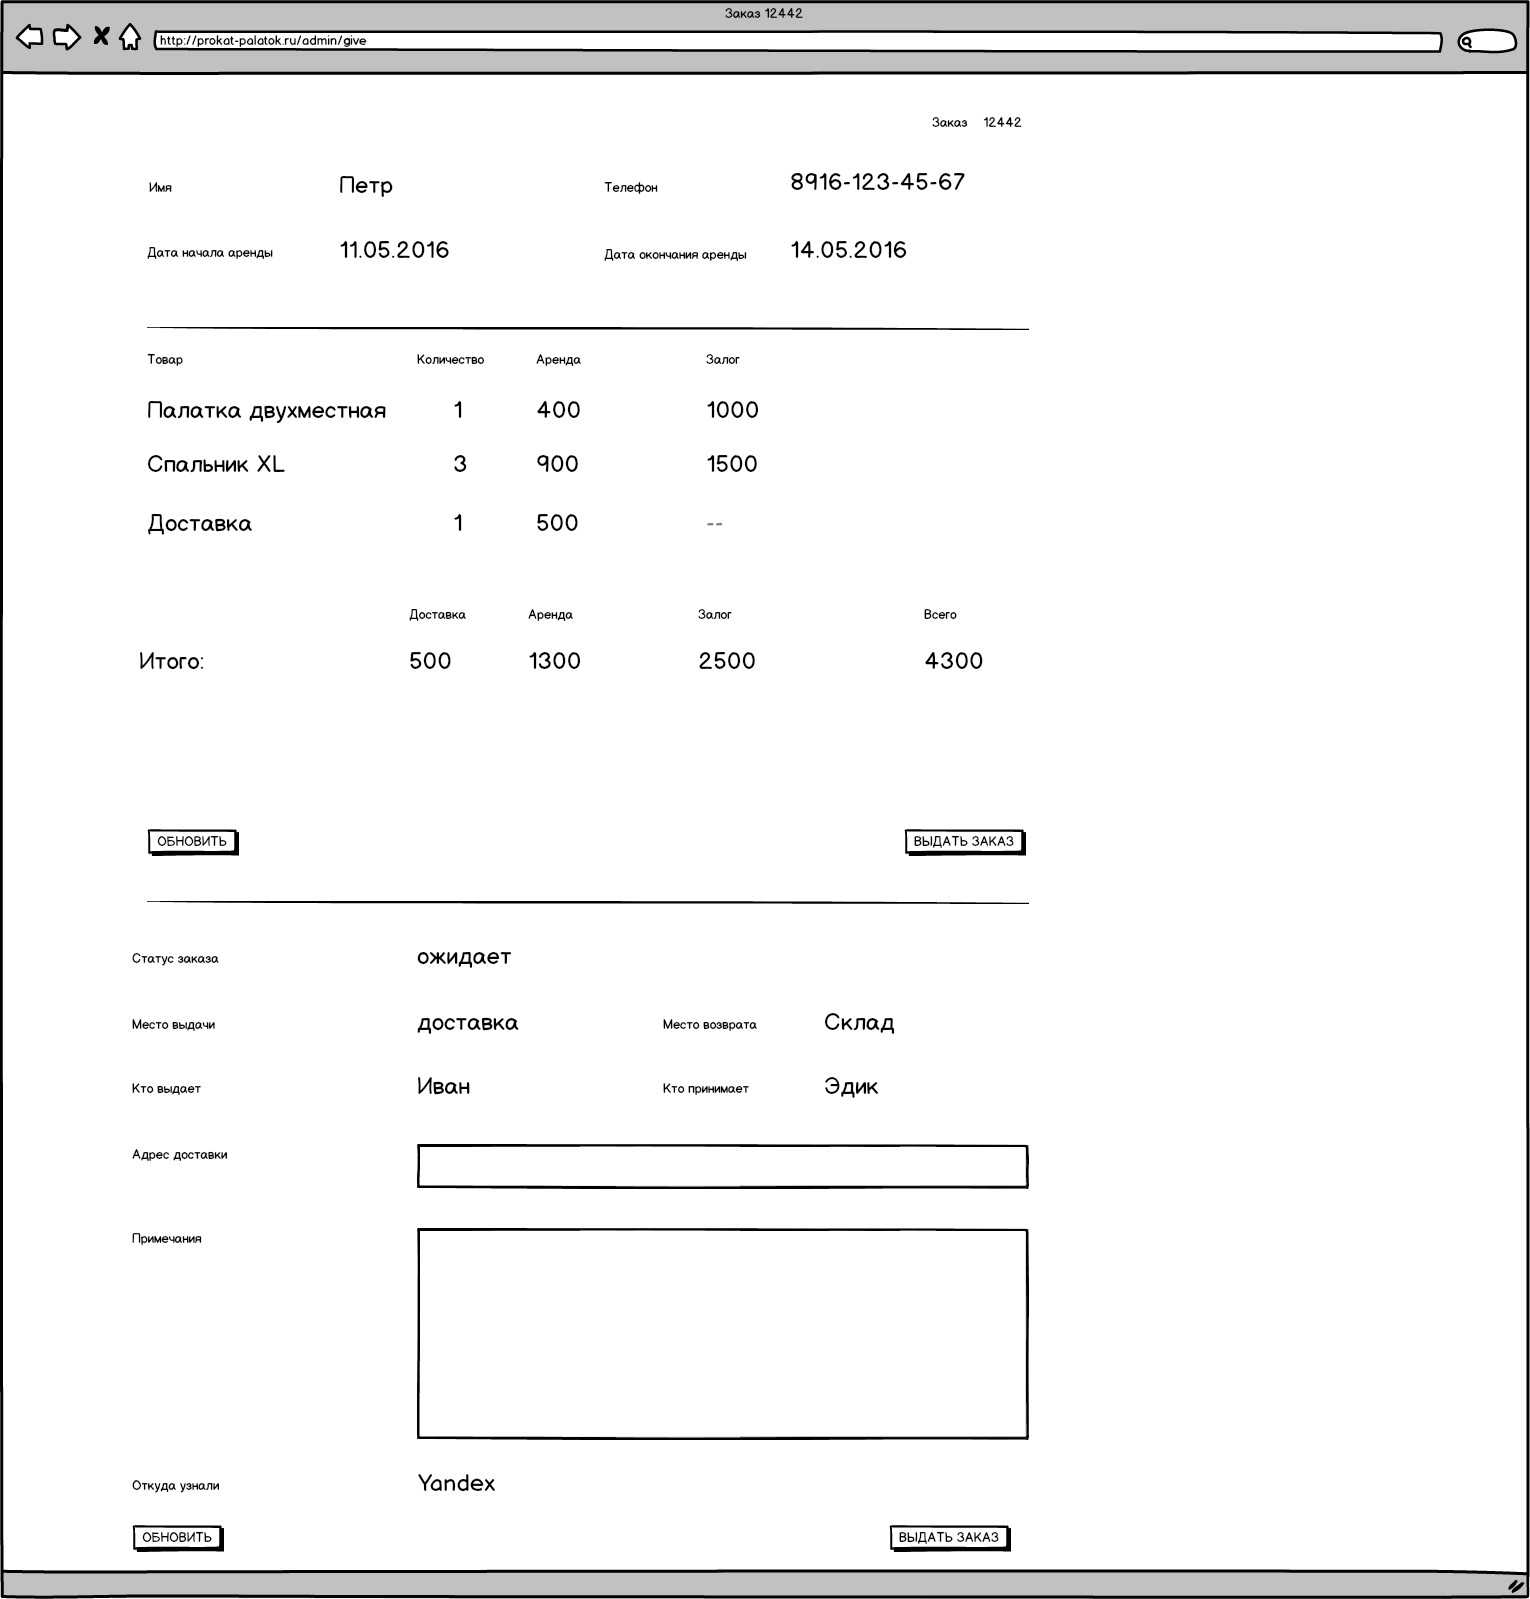 Заказ 12442
http://prokat-palatok.ru/admin/give
Заказ 12442
Имя Петр Телефон 8916-123-45-67
Дата начала аренды 11.05.2016 Дата окончания аренды 14.05.2016
Товар Количество Аренда Залог
Палатка двухместная 1 400 1000
Спальник XL 3 900 1500
Доставка 1 500 --
Доставка Аренда Залог Всего
Итого: 500 1300 2500 4300
ОБНОВИТЬ ВЫДАТЬ ЗАКАЗ
Статус заказа ожидает
Место выдачи доставка Место возврата Склад
Кто выдает Иван Кто принимает Эдик
Адрес доставки
Примечания
Откуда узнали Yandex
ОБНОВИТЬ ВЫДАТЬ ЗАКАЗ